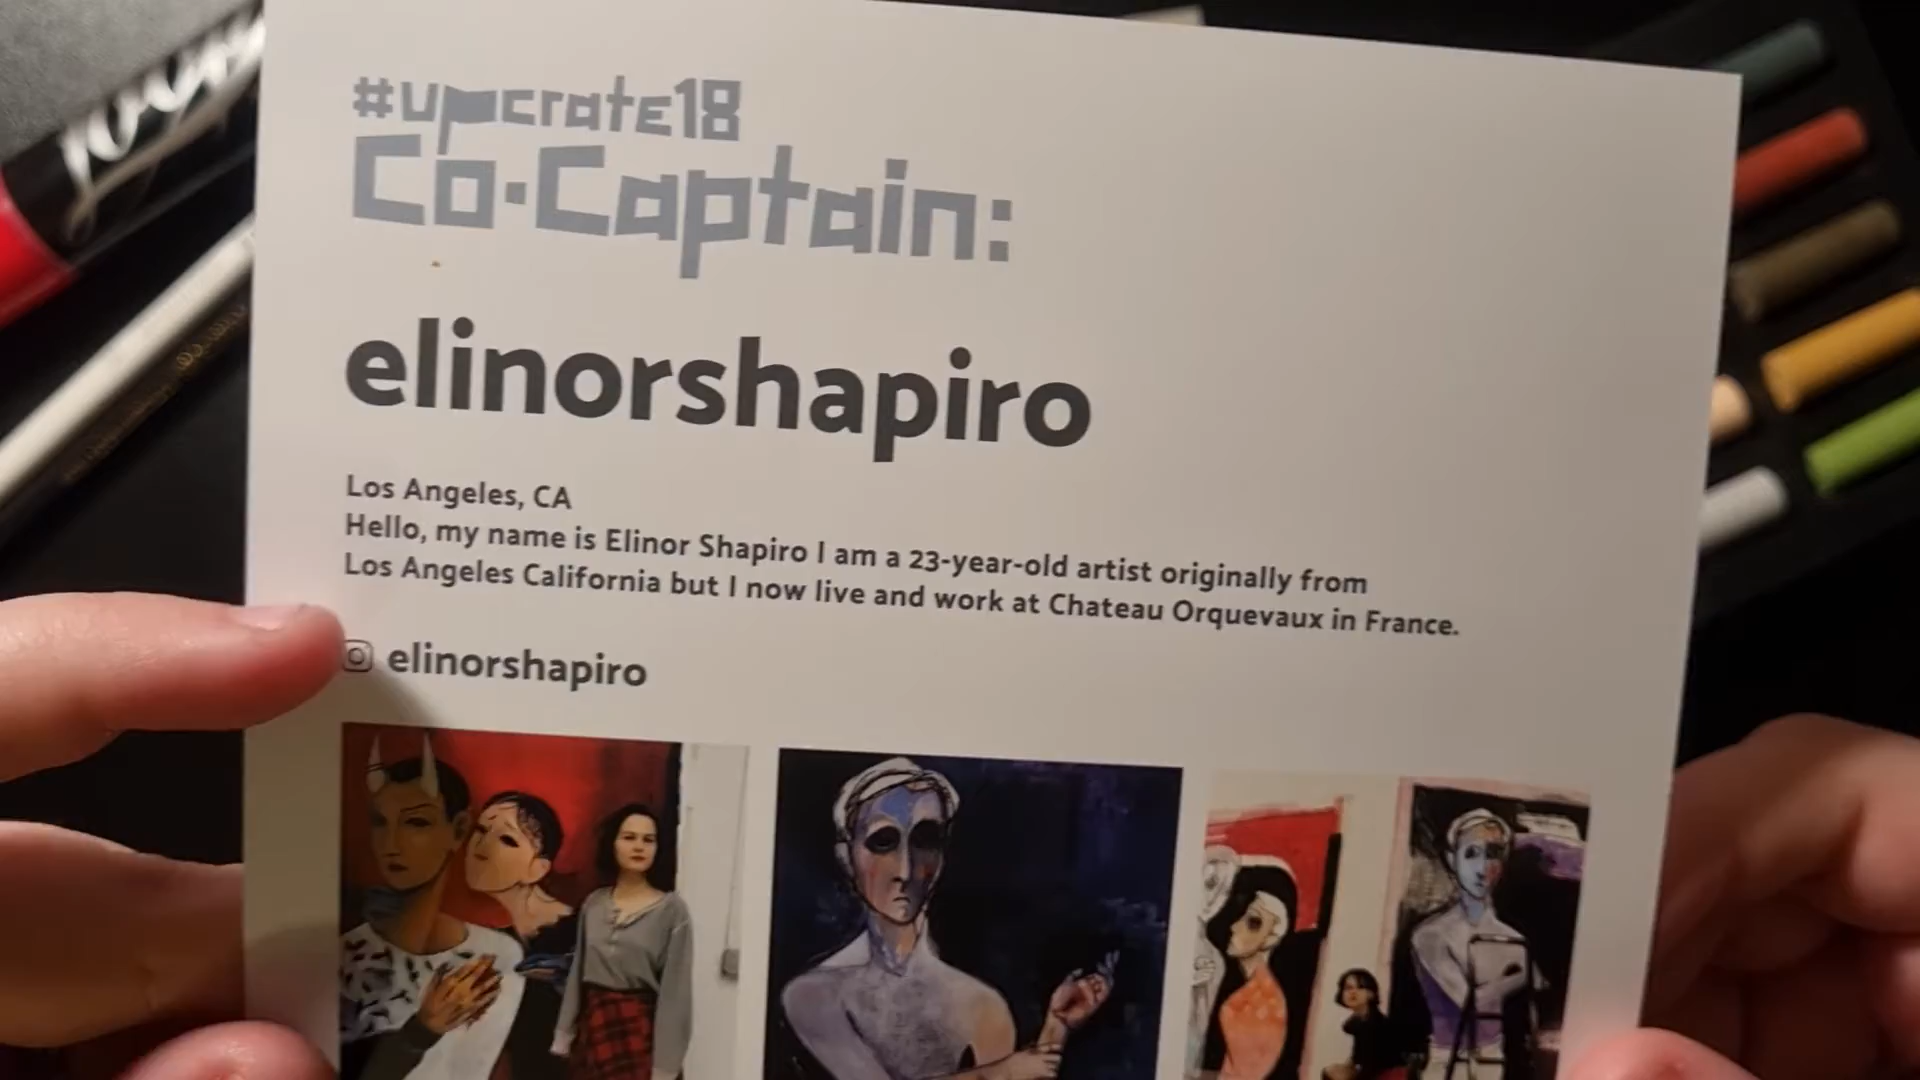 #upcrate18
Co·Captain:
elinorshapiro
Los Angeles, CA
Hello, my name is Elinor Shapiro I am a 23-year-old artist originally from
Los Angeles California but I now live and work at Chateau Orquevaux in France.
elinorshapiro